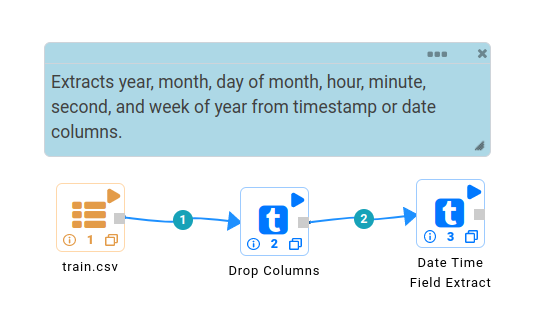 Extracts year, month, day of month, hour, minute,
second, and week of year from timestamp or date
columns.
1
2
t
t
1
2
3
train.csv
Drop Columns
Date Time
Field Extract